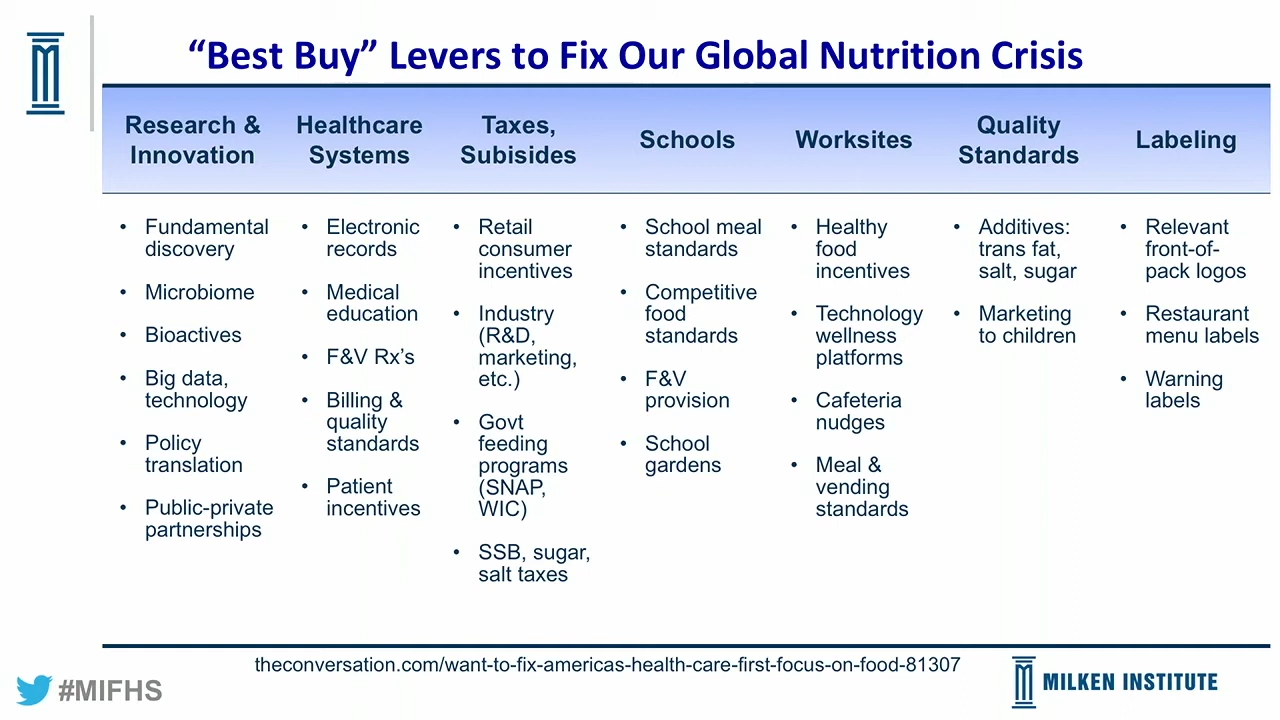 “Best Buy” Levers to Fix Our Global Nutrition Crisis
Research &
Innovation
Healthcare
Systems
Taxes,
Subisides
Schools
Worksites
Quality
Standards
Labeling
• Fundamental
discovery
• Microbiome
• Bioactives
• Big data,
technology
• Policy
translation
• Public-private
partnerships
• Electronic
records
• Medical
education
• F&V Rx’s
• Billing &
quality
standards
• Patient
incentives
• Retail
consumer
incentives
• Industry
(R&D,
marketing,
etc.)
• Govt
feeding
programs
(SNAP,
WIC)
• SSB, sugar,
salt taxes
• School meal
standards
• Competitive
food
standards
• F&V
provision
• School
gardens
• Healthy
food
incentives
• Technology
wellness
platforms
• Cafeteria
nudges
• Meal &
vending
standards
• Additives:
trans fat,
salt, sugar
• Marketing
to children
• Relevant
front-of-
pack logos
• Restaurant
menu labels
• Warning
labels
theconversation.com/want-to-fix-americas-health-care-first-focus-on-food-81307
#MIFHS
MILKEN INSTITUTE